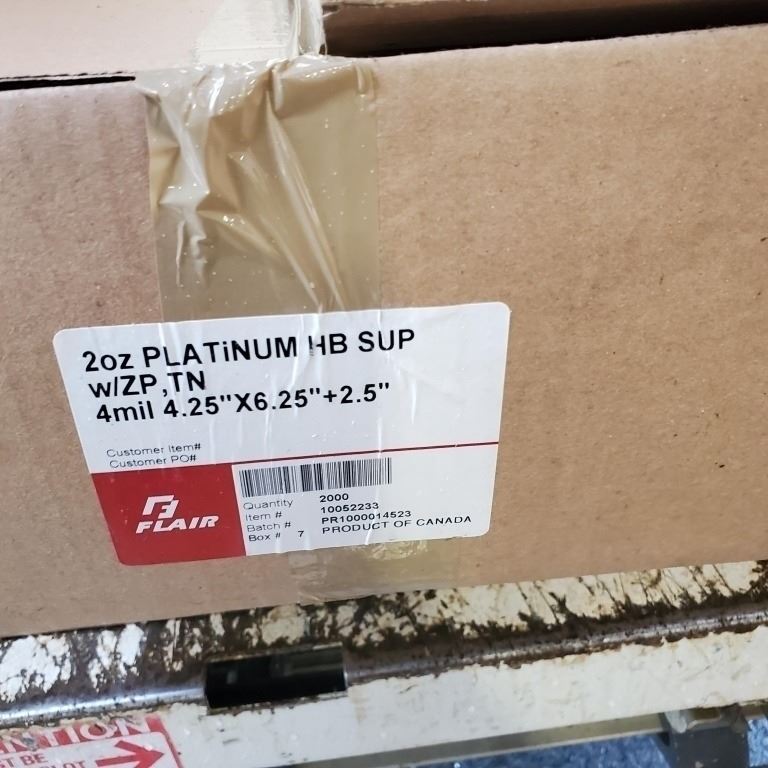 2oz PLATiNUM HB SUP
w/ZP,TN
4mil 4.25"X6.25"+2.5"
Customer Item#
Customer PO#
FLAIR
Quantity 2000
Item # 10052233
Batch # PR1000014523
Box # 7 PRODUCT OF CANADA